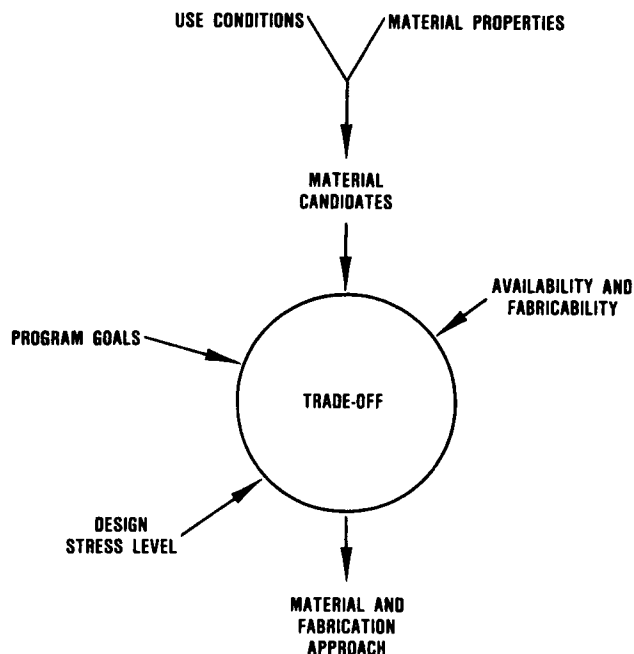 USE CONDITIONS
MATERIAL PROPERTIES
MATERIAL
CANDIDATES
AVAILABILITY AND
FABRICABILITY
PROGRAM GOALS
TRADE-OFF
DESIGN
STRESS LEVEL
MATERIAL AND
FABRICATION
APPROACH